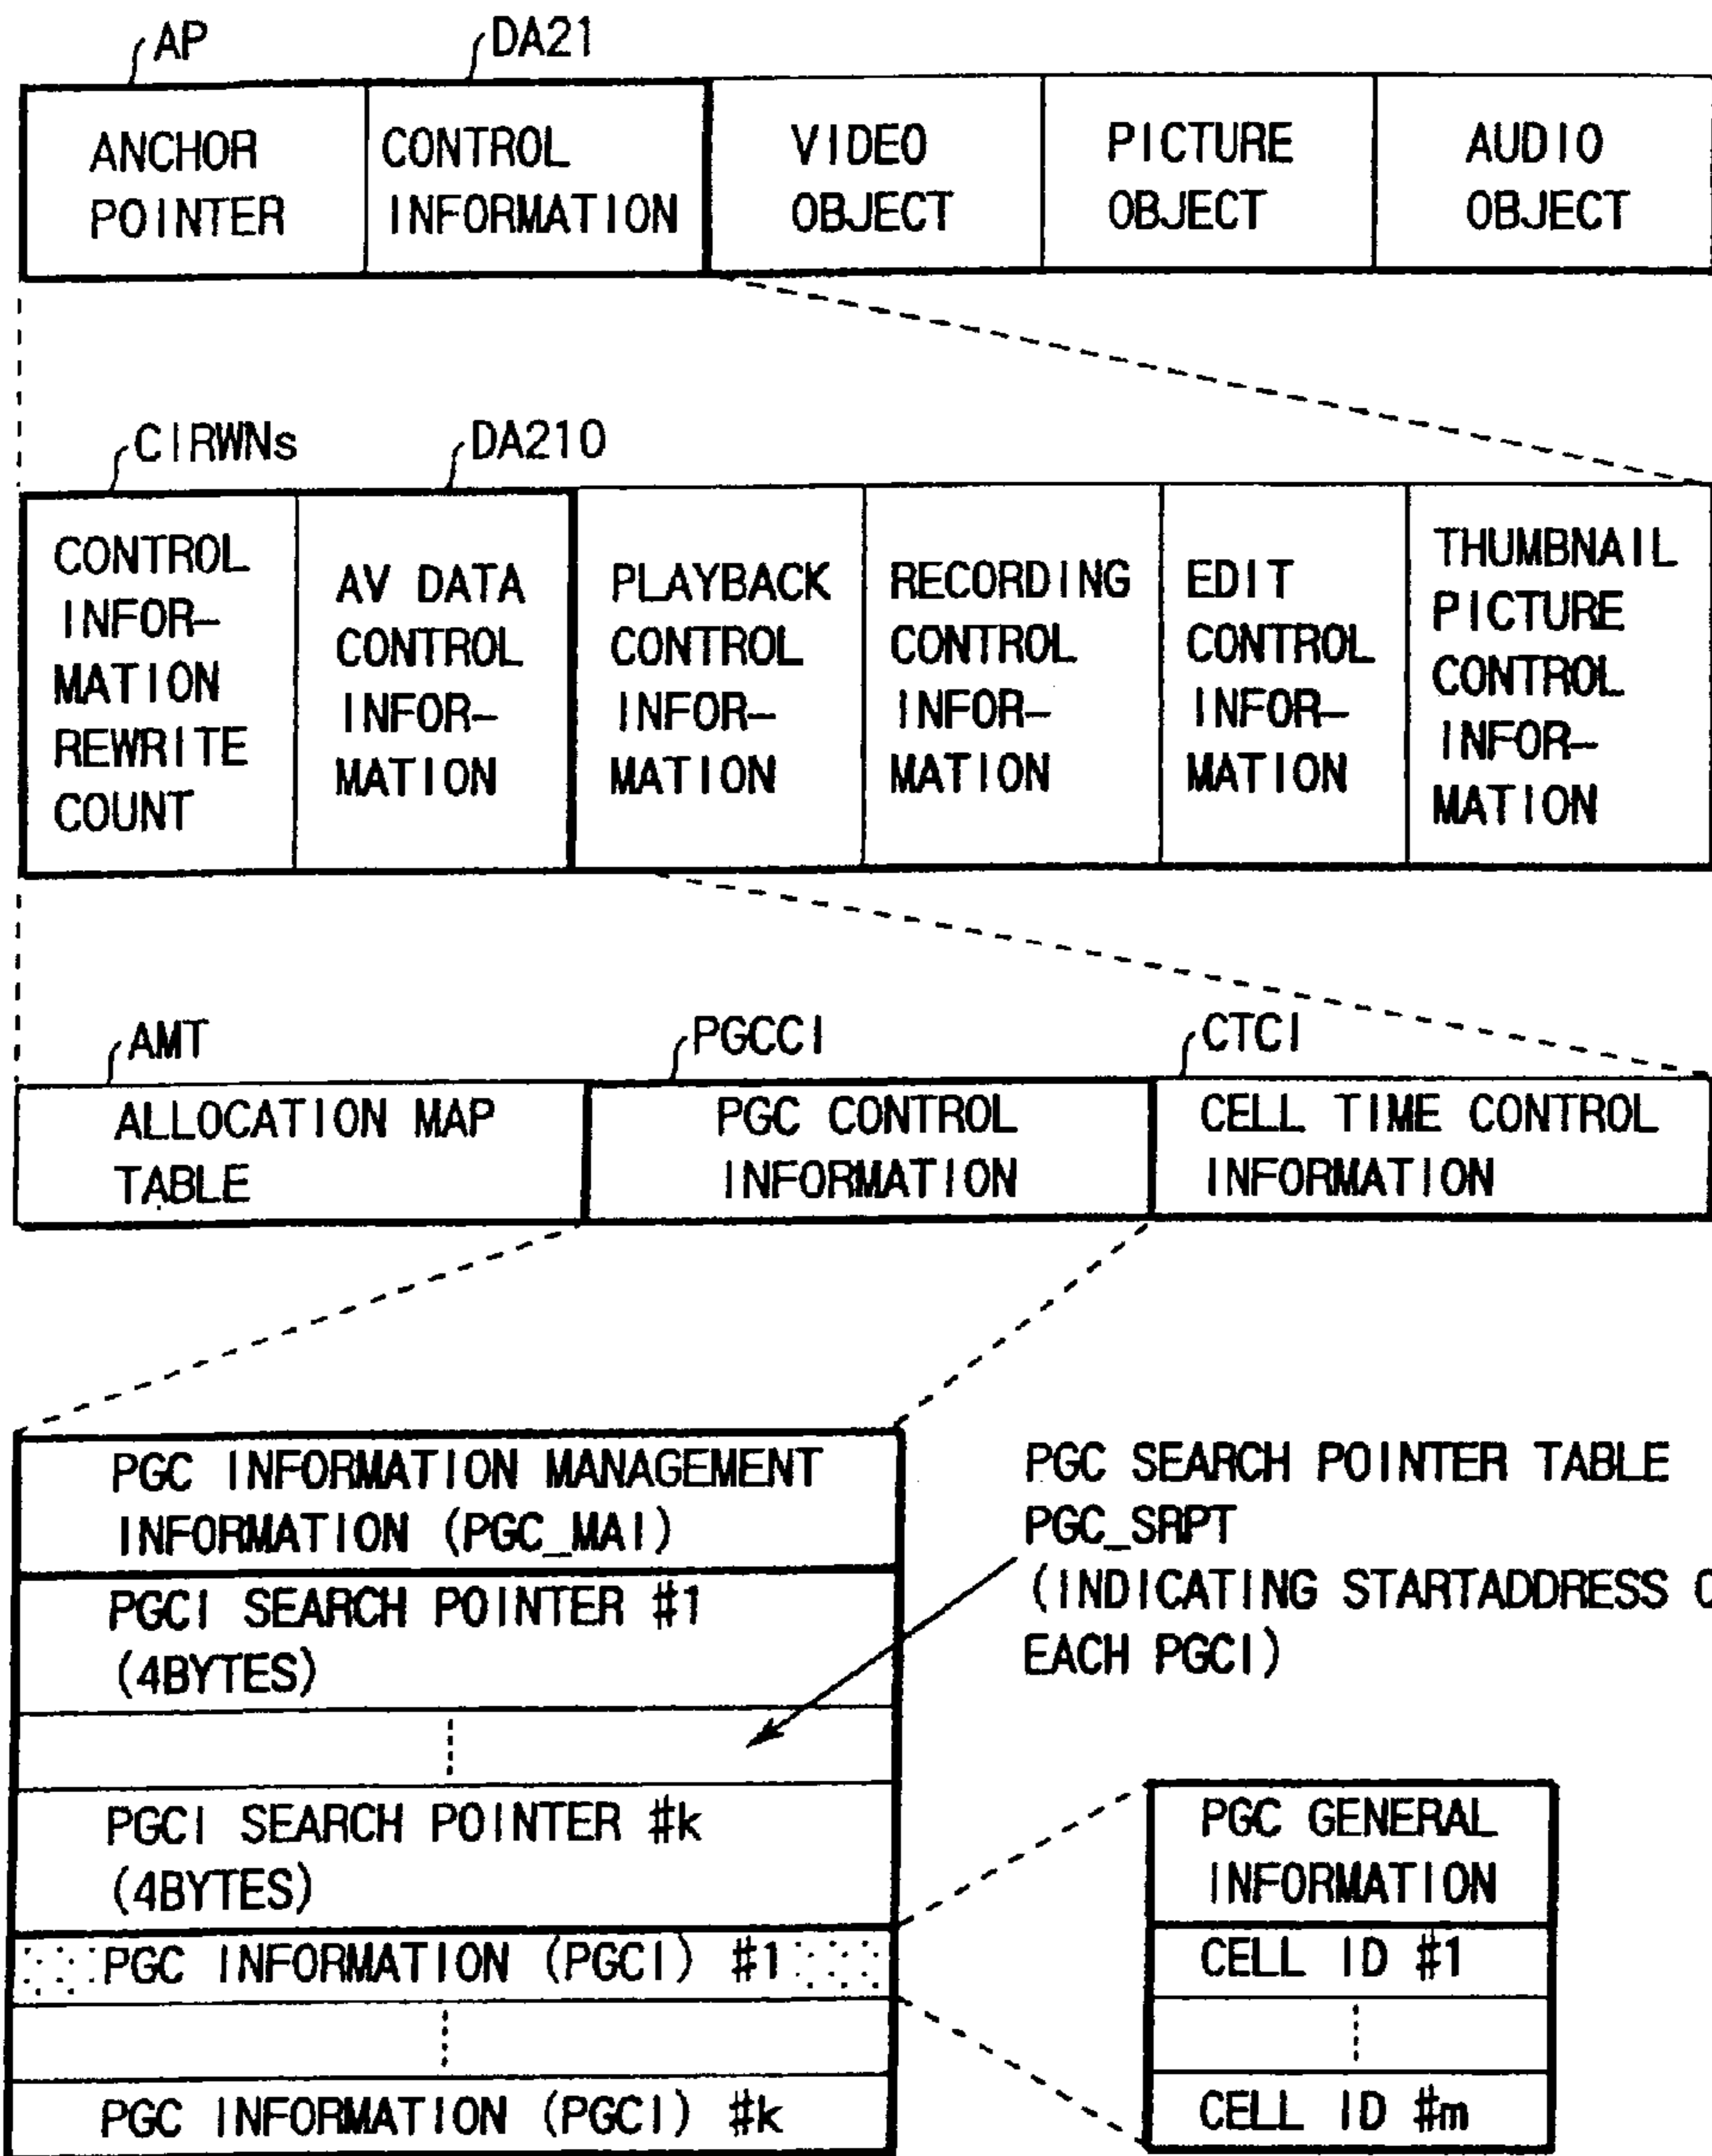 AP
DA21
ANCHOR
POINTER
CONTROL
INFORMATION
VIDEO
OBJECT
PICTURE
OBJECT
AUDIO
OBJECT
CIRWNs
DA210
CONTROL
INFOR-
MATION
REWRITE
COUNT
AV DATA
CONTROL
INFOR-
MATION
PLAYBACK
CONTROL
INFOR-
MATION
RECORDING
CONTROL
INFOR-
MATION
EDIT
CONTROL
INFOR-
MATION
THUMBNAIL
PICTURE
CONTROL
INFOR-
MATION
AMT
PGCCI
CTCI
ALLOCATION MAP
TABLE
PGC CONTROL
INFORMATION
CELL TIME CONTROL
INFORMATION
PGC INFORMATION MANAGEMENT
INFORMATION (PGC_MAI)
PGCI SEARCH POINTER #1
(4BYTES)
PGCI SEARCH POINTER #k
(4BYTES)
PGC INFORMATION (PGCI) #1
PGC INFORMATION (PGCI) #k
PGC SEARCH POINTER TABLE
PGC_SRPT
(INDICATING STARTADDRESS
EACH PGCI)
PGC GENERAL
INFORMATION
CELL ID #1
CELL ID #m